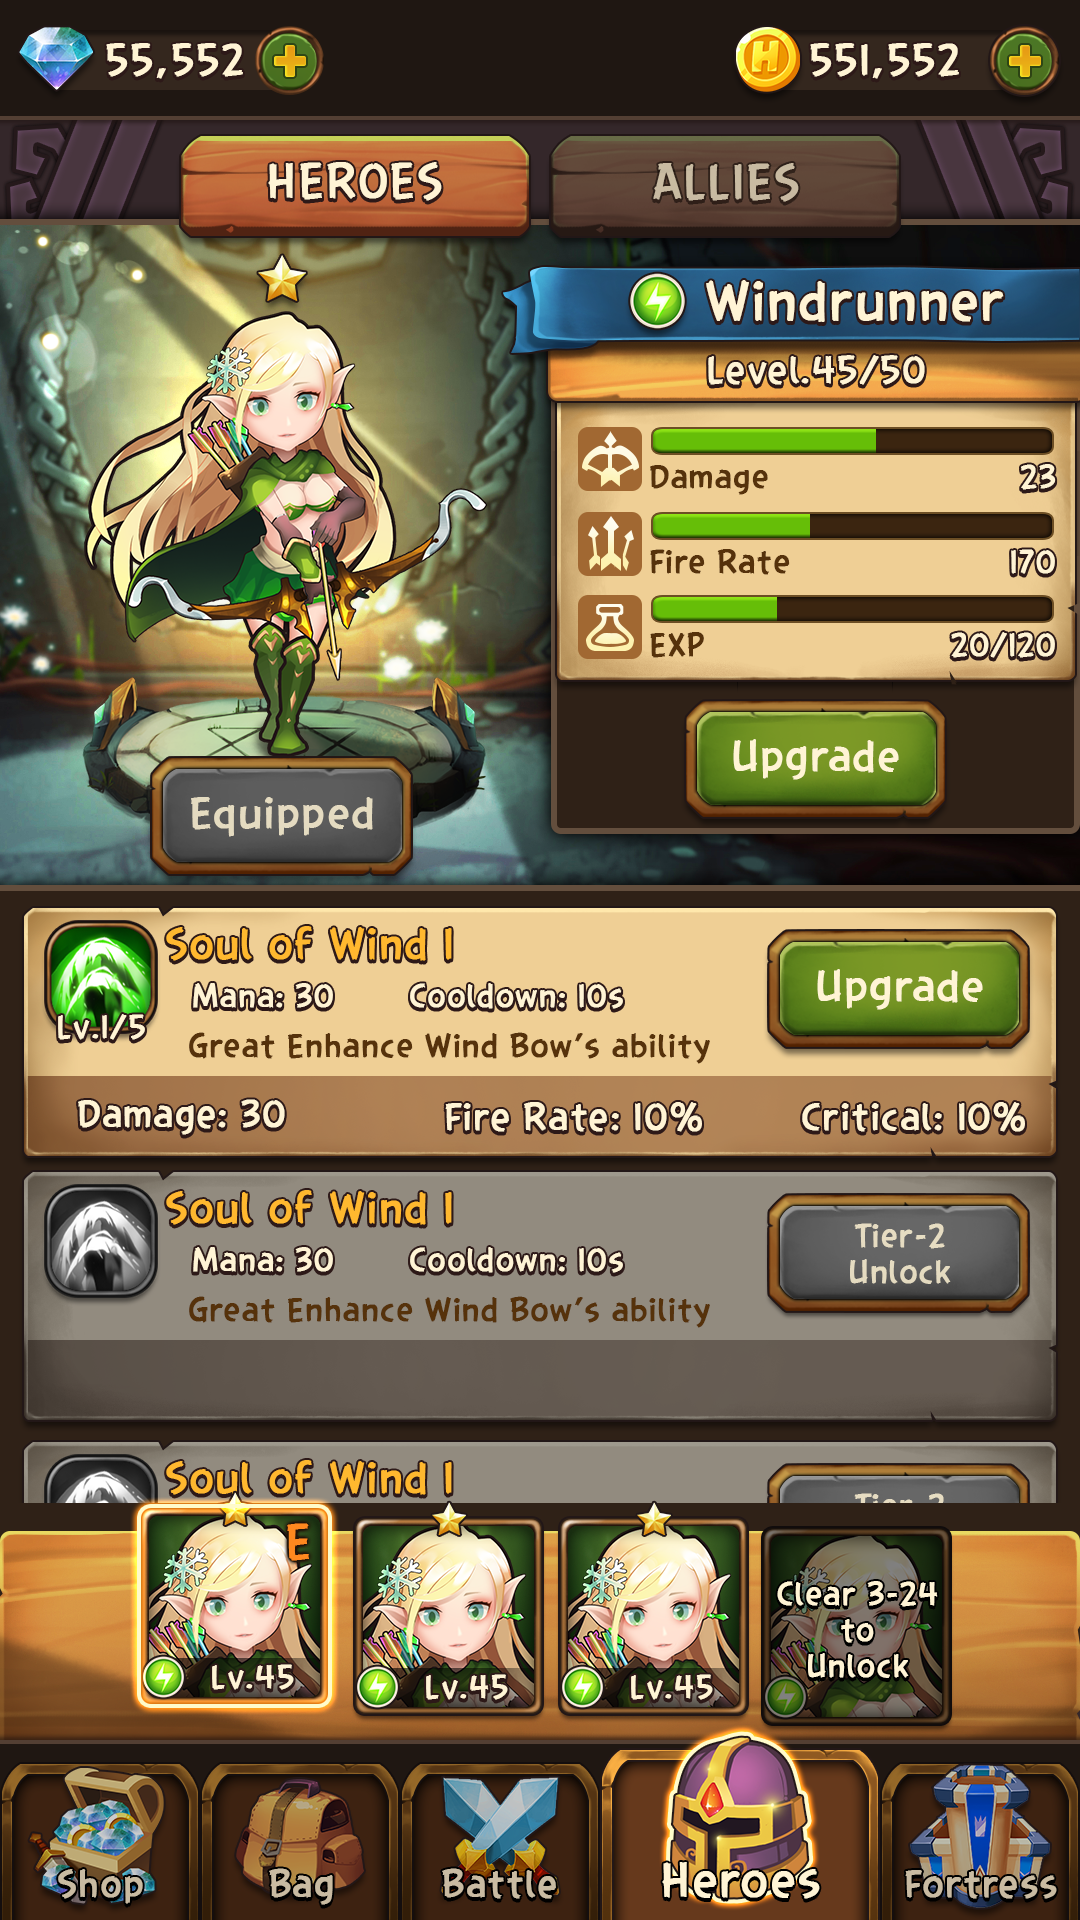 55,552
551,552
HEROES
ALLIES
Windrunner
Level.45/50
Damage 23
Fire Rate 170
EXP 20/120
Upgrade
Equipped
Soul of Wind I
Mana: 30 Cooldown: 10s
Lv.1/5
Great Enhance Wind Bow's ability
Upgrade
Damage: 30 Fire Rate: 10% Critical: 10%
Soul of Wind I
Mana: 30 Cooldown: 10s
Great Enhance Wind Bow's ability
Tier-2
Unlock
Soul of Wind I
Tier-2
E
Lv.45
Lv.45
Lv.45
Clear 3-24
to
Unlock
Shop
Bag
Battle
Heroes
Fortress